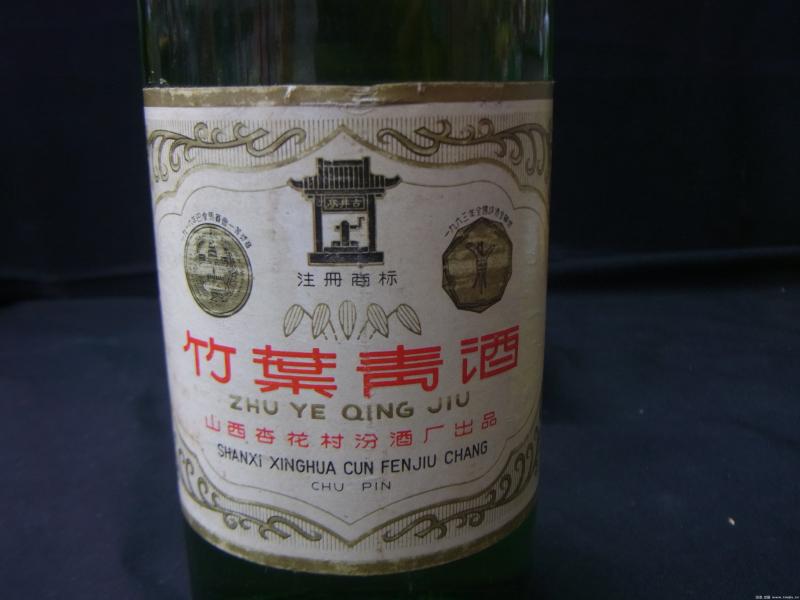 古井亭
注冊商标
竹葉青酒
ZHU YE QING JIU
山西杏花村汾酒厂出品
SHANXI XINGHUA CUN FENJIU CHANG
CHU PIN